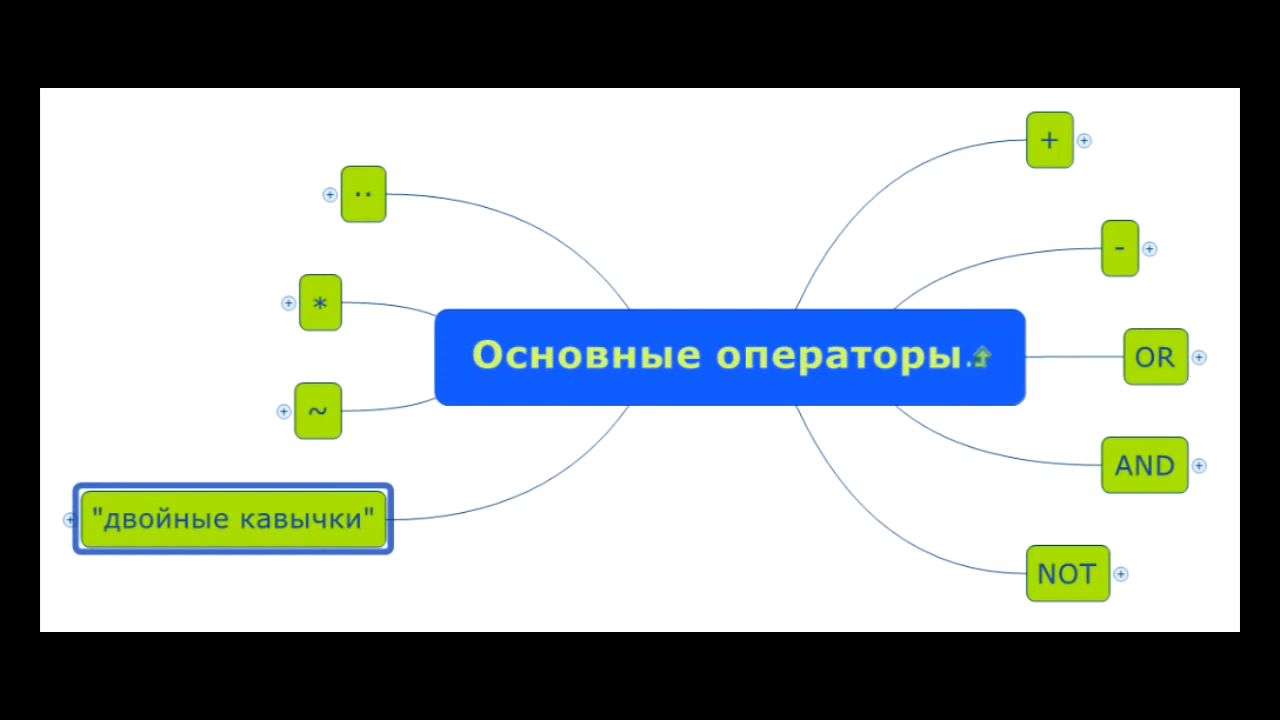 Основные операторы.
+
-
OR
AND
NOT
..
*
~
"двойные кавычки"